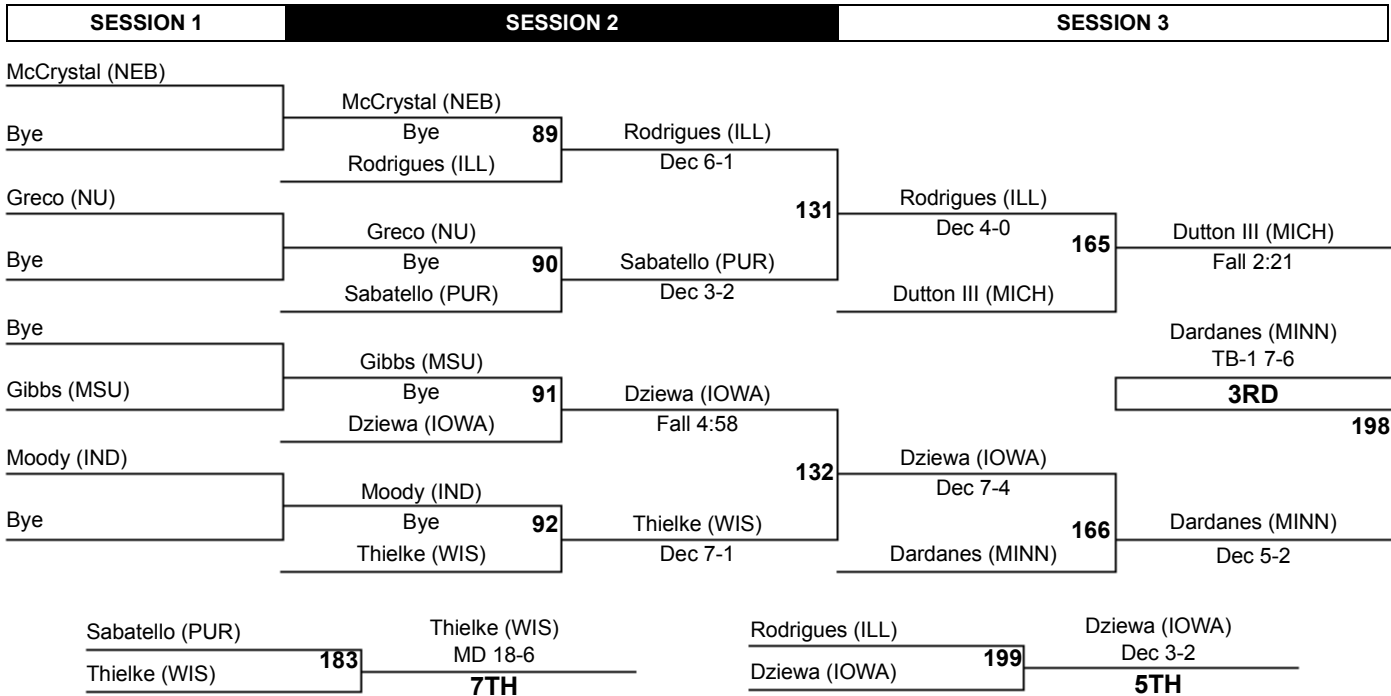 SESSION 1 SESSION 2 SESSION 3
McCrystal (NEB)
McCrystal (NEB)
Bye Bye 89 Rodrigues (ILL)
Rodrigues (ILL) Dec 6-1
Greco (NU) Rodrigues (ILL)
131 Dec 4-0
Greco (NU) 165 Dutton III (MICH)
Bye Bye 90 Sabatello (PUR) Fall 2:21
Sabatello (PUR) Dec 3-2 Dutton III (MICH)
Bye Dardanes (MINN)
Gibbs (MSU) TB-1 7-6
Gibbs (MSU) Bye 91 Dziewa (IOWA) 3RD
Dziewa (IOWA) Fall 4:58 198
Moody (IND) Dziewa (IOWA)
132 Dec 7-4
Moody (IND)
Bye Bye 92 Thielke (WIS) 166 Dardanes (MINN)
Thielke (WIS) Dec 7-1 Dardanes (MINN) Dec 5-2
Sabatello (PUR) Thielke (WIS) Rodrigues (ILL) Dziewa (IOWA)
183 MD 18-6 199 Dec 3-2
Thielke (WIS) 7TH Dziewa (IOWA) 5TH